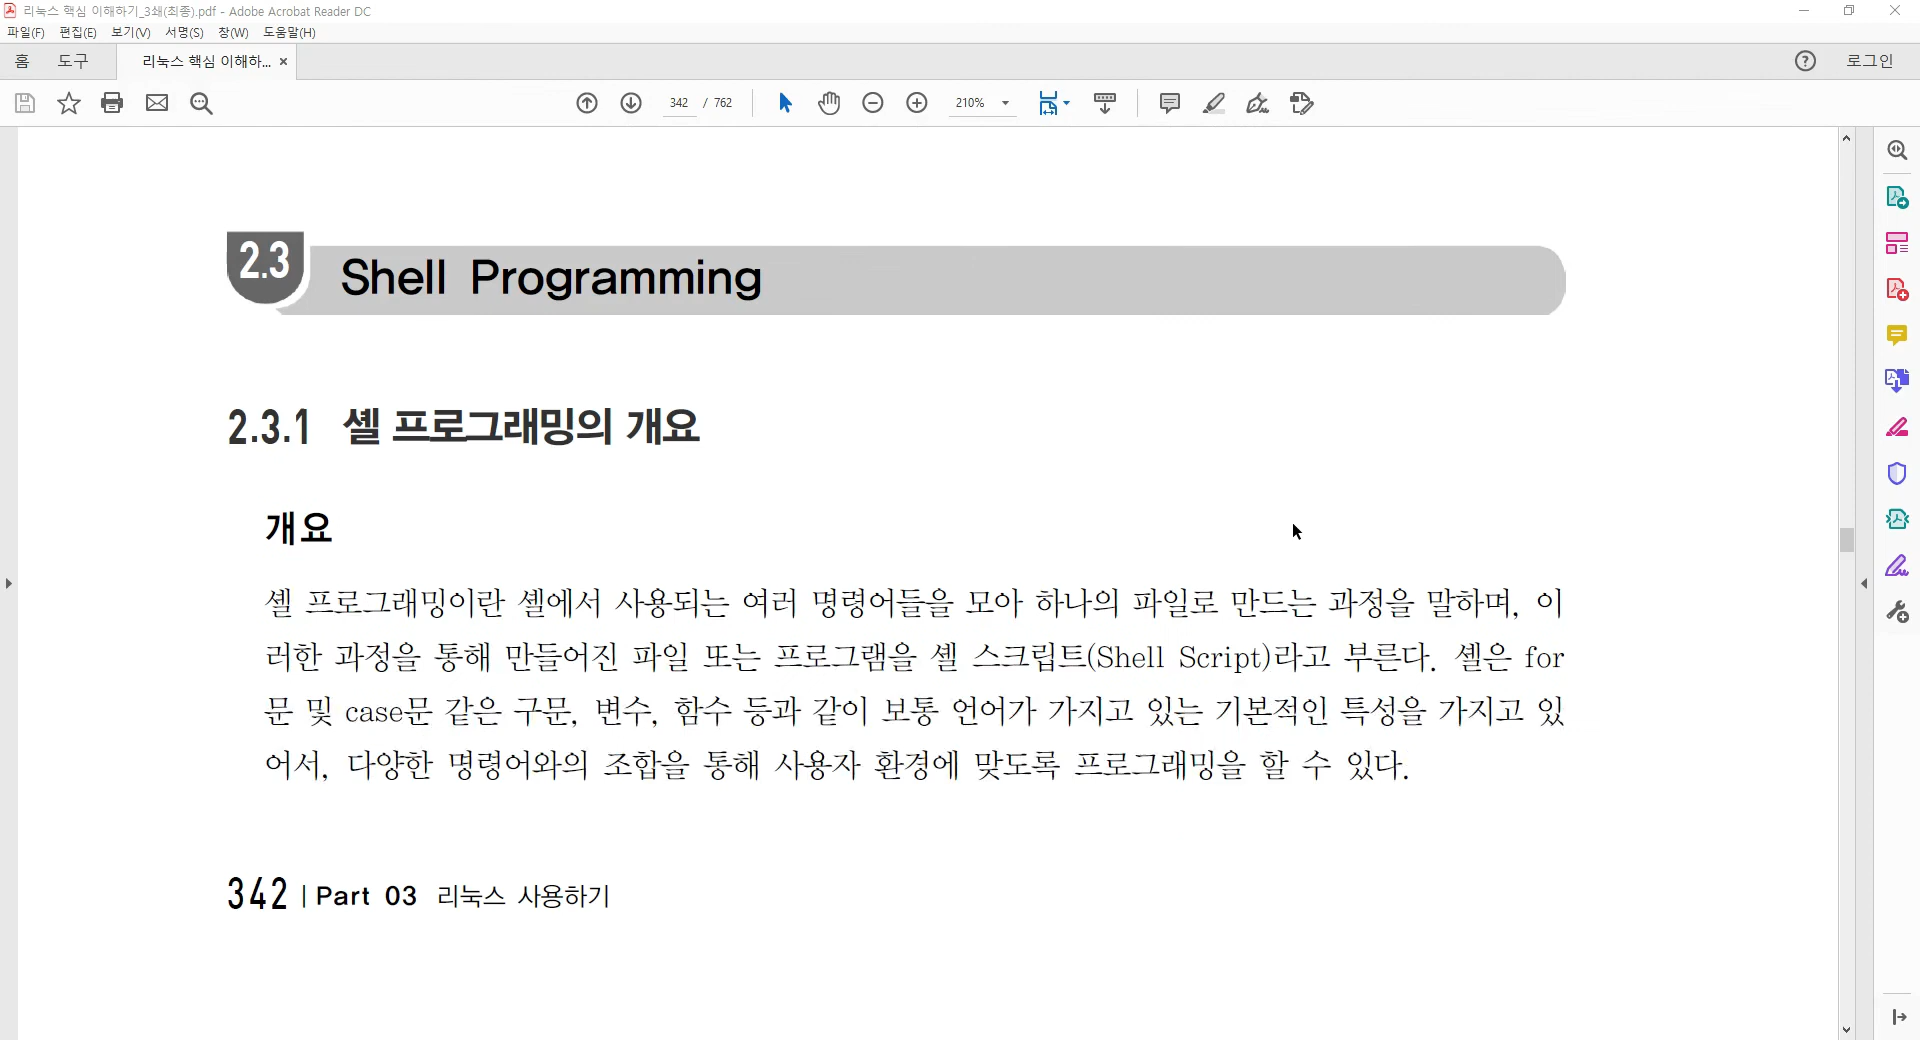 리눅스 핵심 이해하기_3쇄(최종).pdf - Adobe Acrobat Reader DC
파일(F) 편집(E) 보기(V) 서명(S) 창(W) 도움말(H)
홈 도구 리눅스 핵심 이해하... × ? 로그인
342 / 762 210%
2.3 Shell Programming
2.3.1 셸 프로그래밍의 개요
개요
셸 프로그래밍이란 셸에서 사용되는 여러 명령어들을 모아 하나의 파일로 만드는 과정을 말하며, 이
러한 과정을 통해 만들어진 파일 또는 프로그램을 셸 스크립트(Shell Script)라고 부른다. 셸은 for
문 및 case문 같은 구문, 변수, 함수 등과 같이 보통 언어가 가지고 있는 기본적인 특성을 가지고 있
어서, 다양한 명령어와의 조합을 통해 사용자 환경에 맞도록 프로그래밍을 할 수 있다.
342 | Part 03 리눅스 사용하기